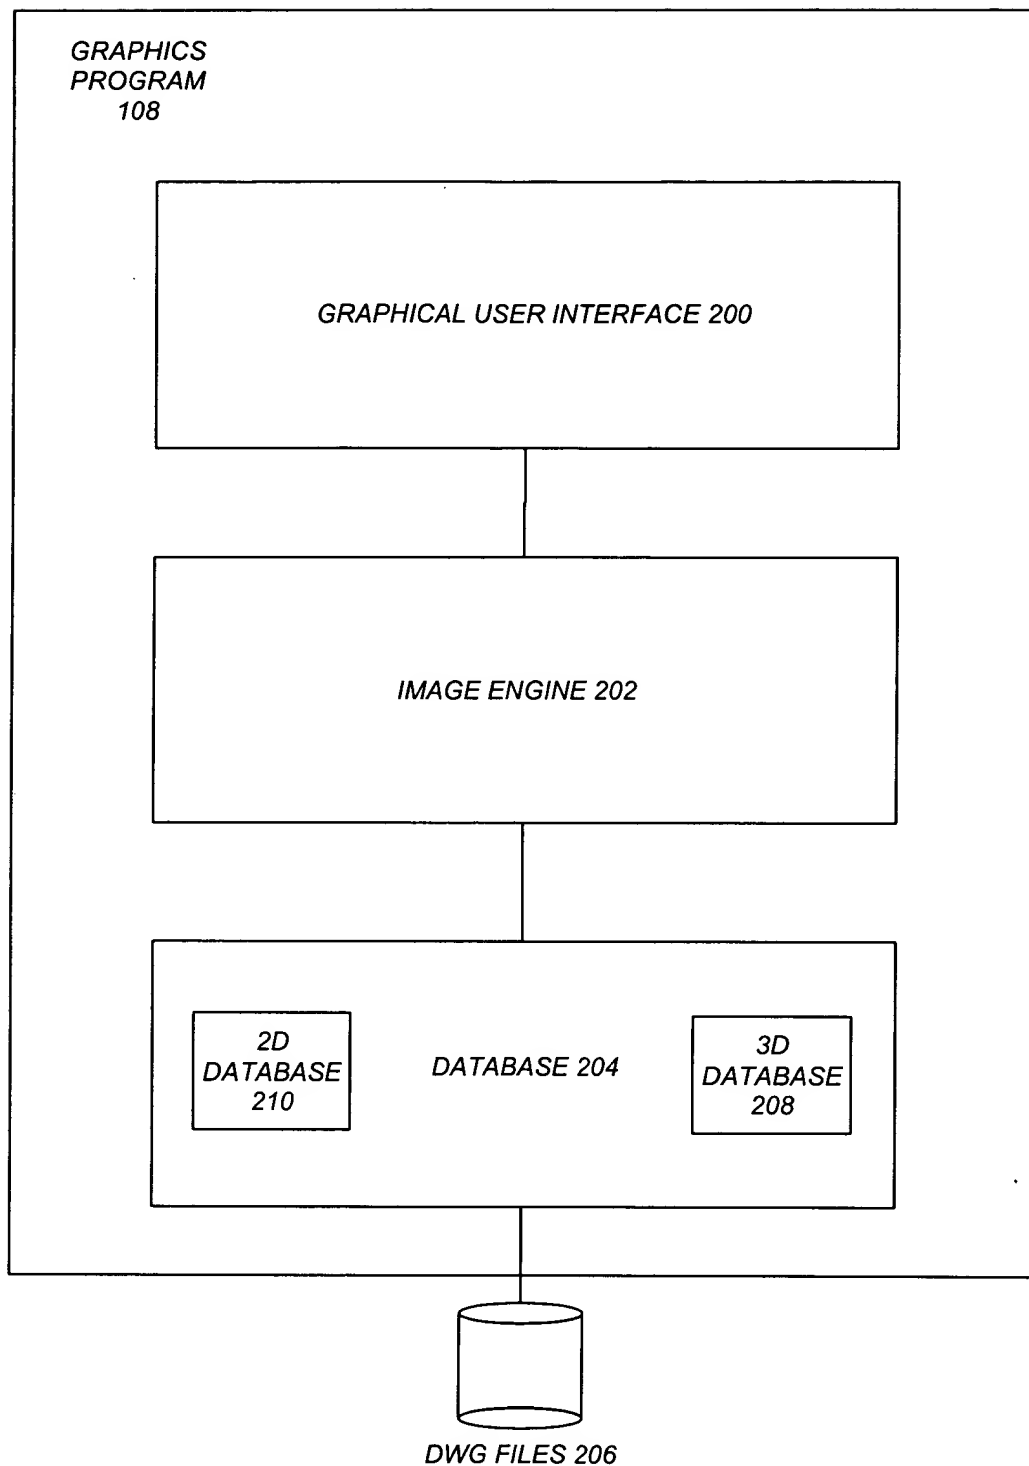 GRAPHICS
PROGRAM
108
GRAPHICAL USER INTERFACE 200
IMAGE ENGINE 202
2D
DATABASE
210
DATABASE 204
3D
DATABASE
208
DWG FILES 206